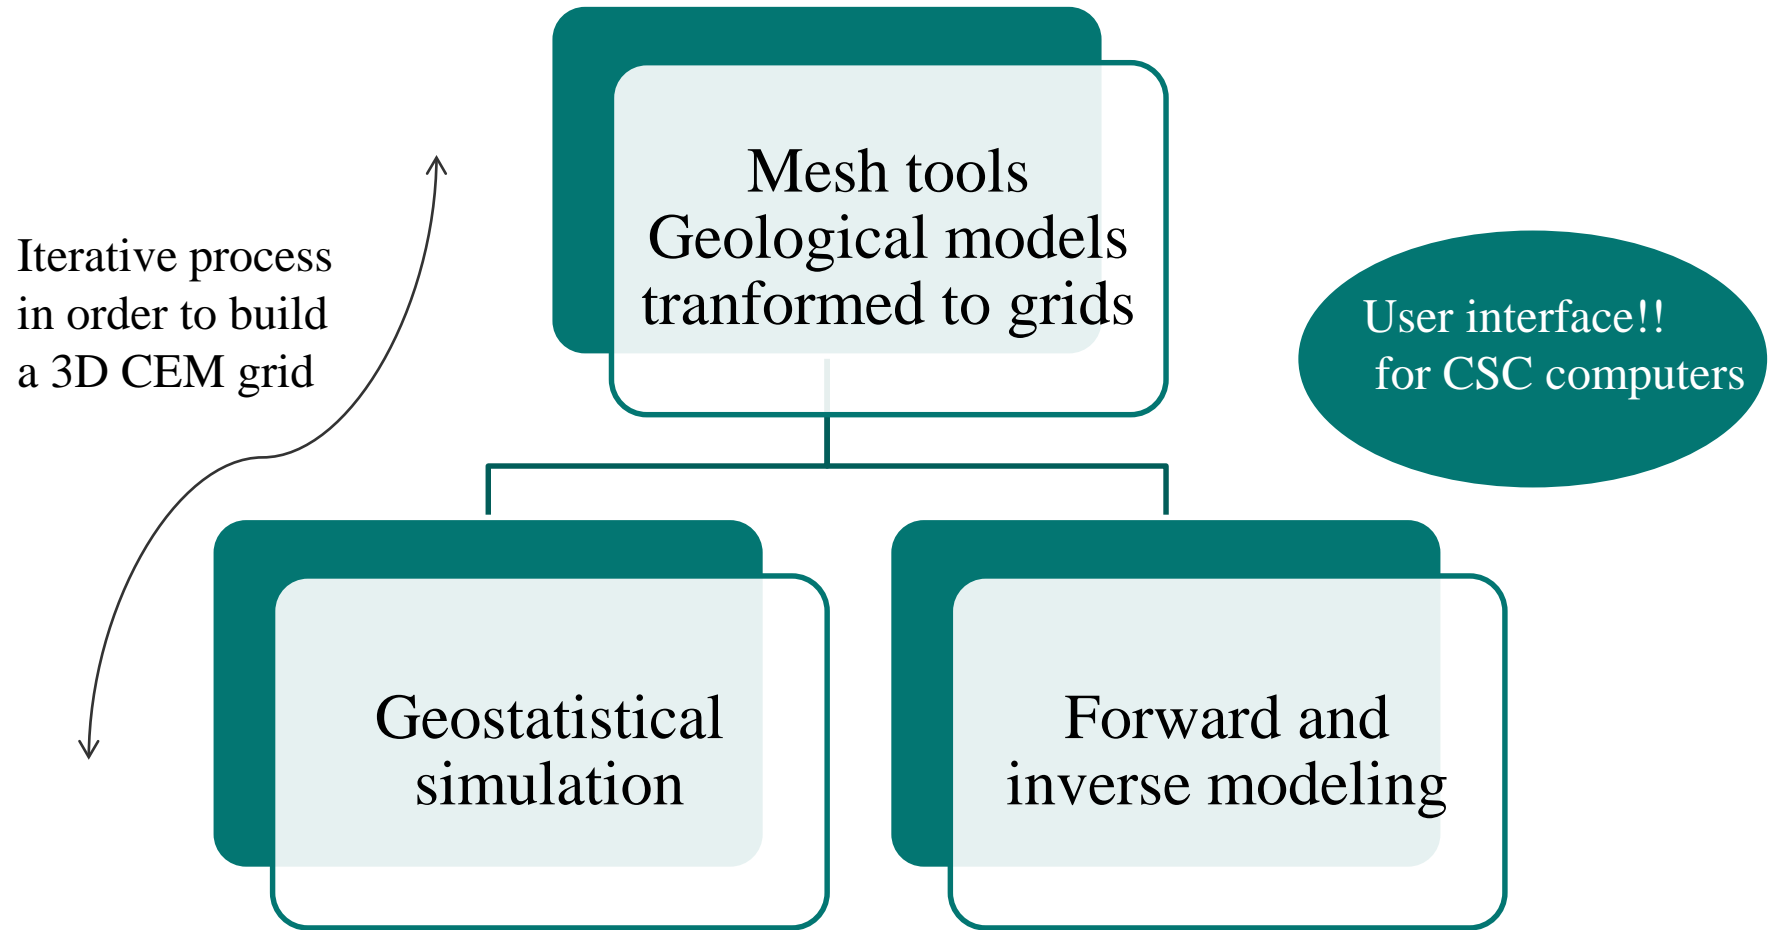 Mesh tools
Geological models
tranformed to grids
Iterative process
in order to build
a 3D CEM grid
User interface!!
for CSC computers
Geostatistical
simulation
Forward and
inverse modeling